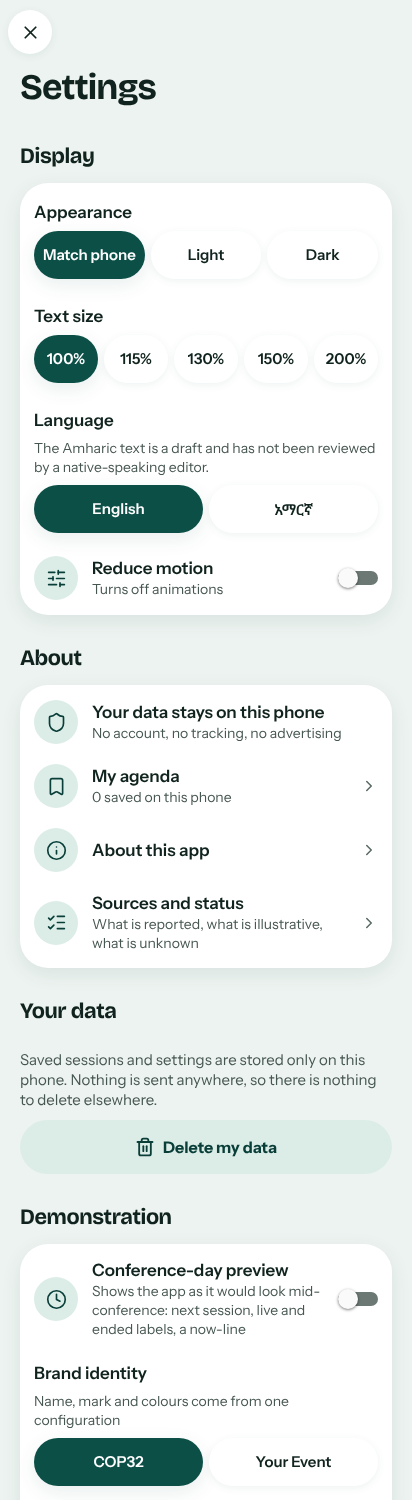 Settings
Display
Appearance
Match phone
Light
Dark
Text size
100%
115%
130%
150%
200%
Language
The Amharic text is a draft and has not been reviewed
by a native-speaking editor.
English
አማርኛ
Reduce motion
Turns off animations
About
Your data stays on this phone
No account, no tracking, no advertising
My agenda
0 saved on this phone
About this app
Sources and status
What is reported, what is illustrative,
what is unknown
Your data
Saved sessions and settings are stored only on this
phone. Nothing is sent anywhere, so there is nothing
to delete elsewhere.
Delete my data
Demonstration
Conference-day preview
Shows the app as it would look mid-
conference: next session, live and
ended labels, a now-line
Brand identity
Name, mark and colours come from one
configuration
COP32
Your Event